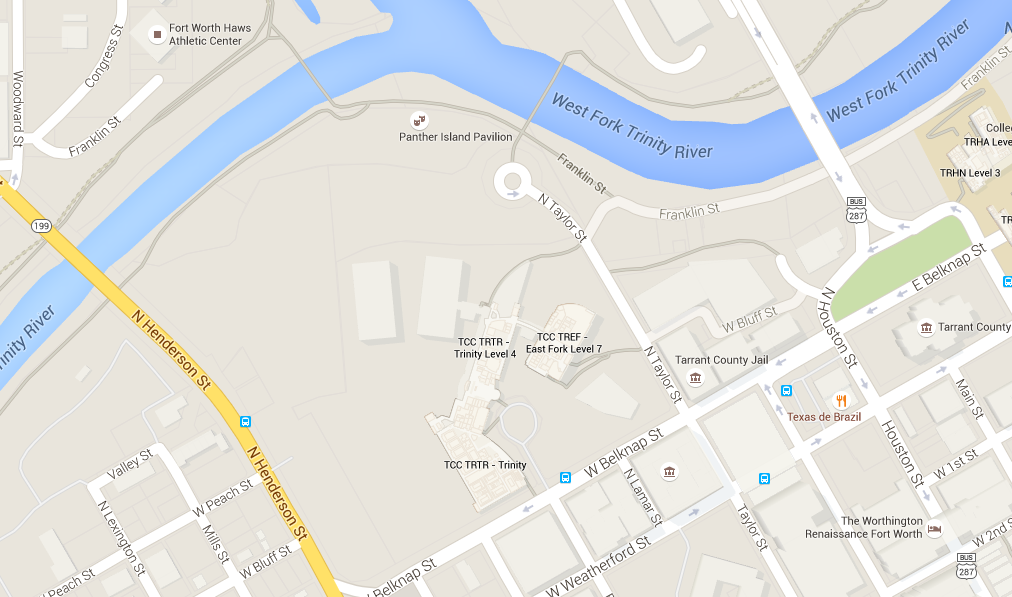 Fort Worth Haws
Athletic Center
Congress St
Woodward St
Franklin St
Panther Island Pavilion
West Fork Trinity River
West Fork Trinity River
Franklin St
Franklin St
Franklin St
TRHA Leve
TRHN Level 3
199
N Taylor St
BUS
287
E Belknap St
N Henderson St
W Bluff St
N Houston St
Tarrant County
TCC TRTR -
Trinity Level 4
TCC TREF -
East Fork Level 7
N Taylor St
Tarrant County Jail
Texas de Brazil
Main St
Houston St
N Henderson St
TCC TRTR - Trinity
W Belknap St
N Lamar St
Valley St
W Peach St
N Lexington St
Mills St
W Bluff St
W 1st St
Taylor St
The Worthington
Renaissance Fort Worth
W 2nd S
W Weatherford St
BUS
287
Peach St
Belknap St